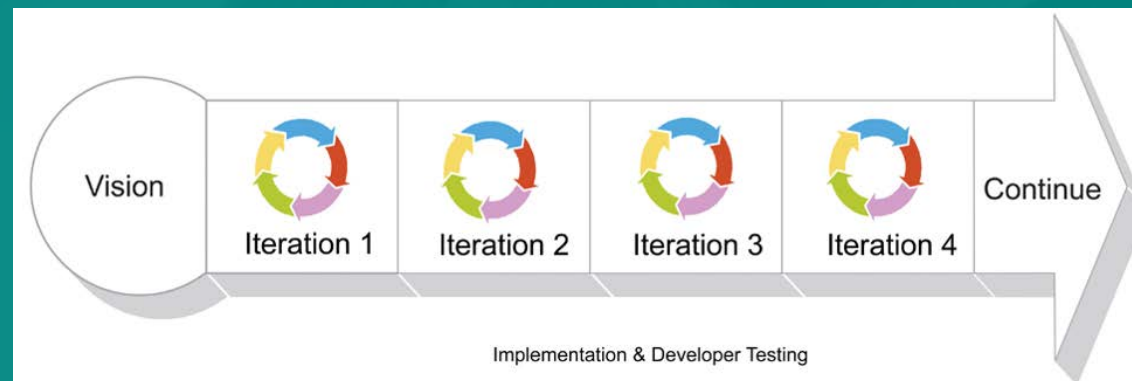 Vision
Iteration 1
Iteration 2
Iteration 3
Iteration 4
Continue
Implementation & Developer Testing